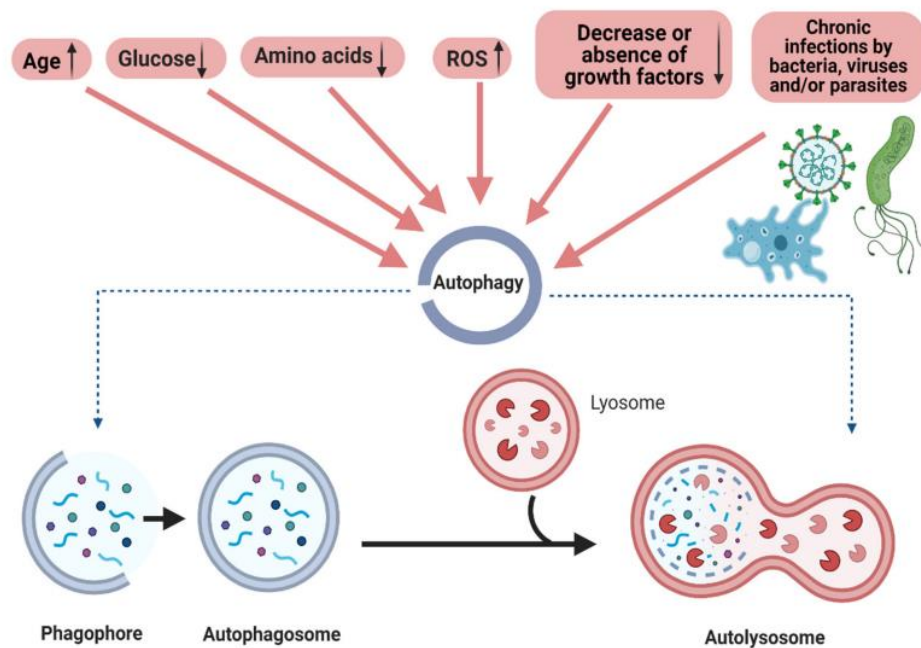 Age
Glucose
Amino acids
ROS
Decrease or
absence of
growth factors
Chronic
infections by
bacteria, viruses
and/or parasites
Autophagy
Lyosome
Phagophore
Autophagosome
Autolysosome